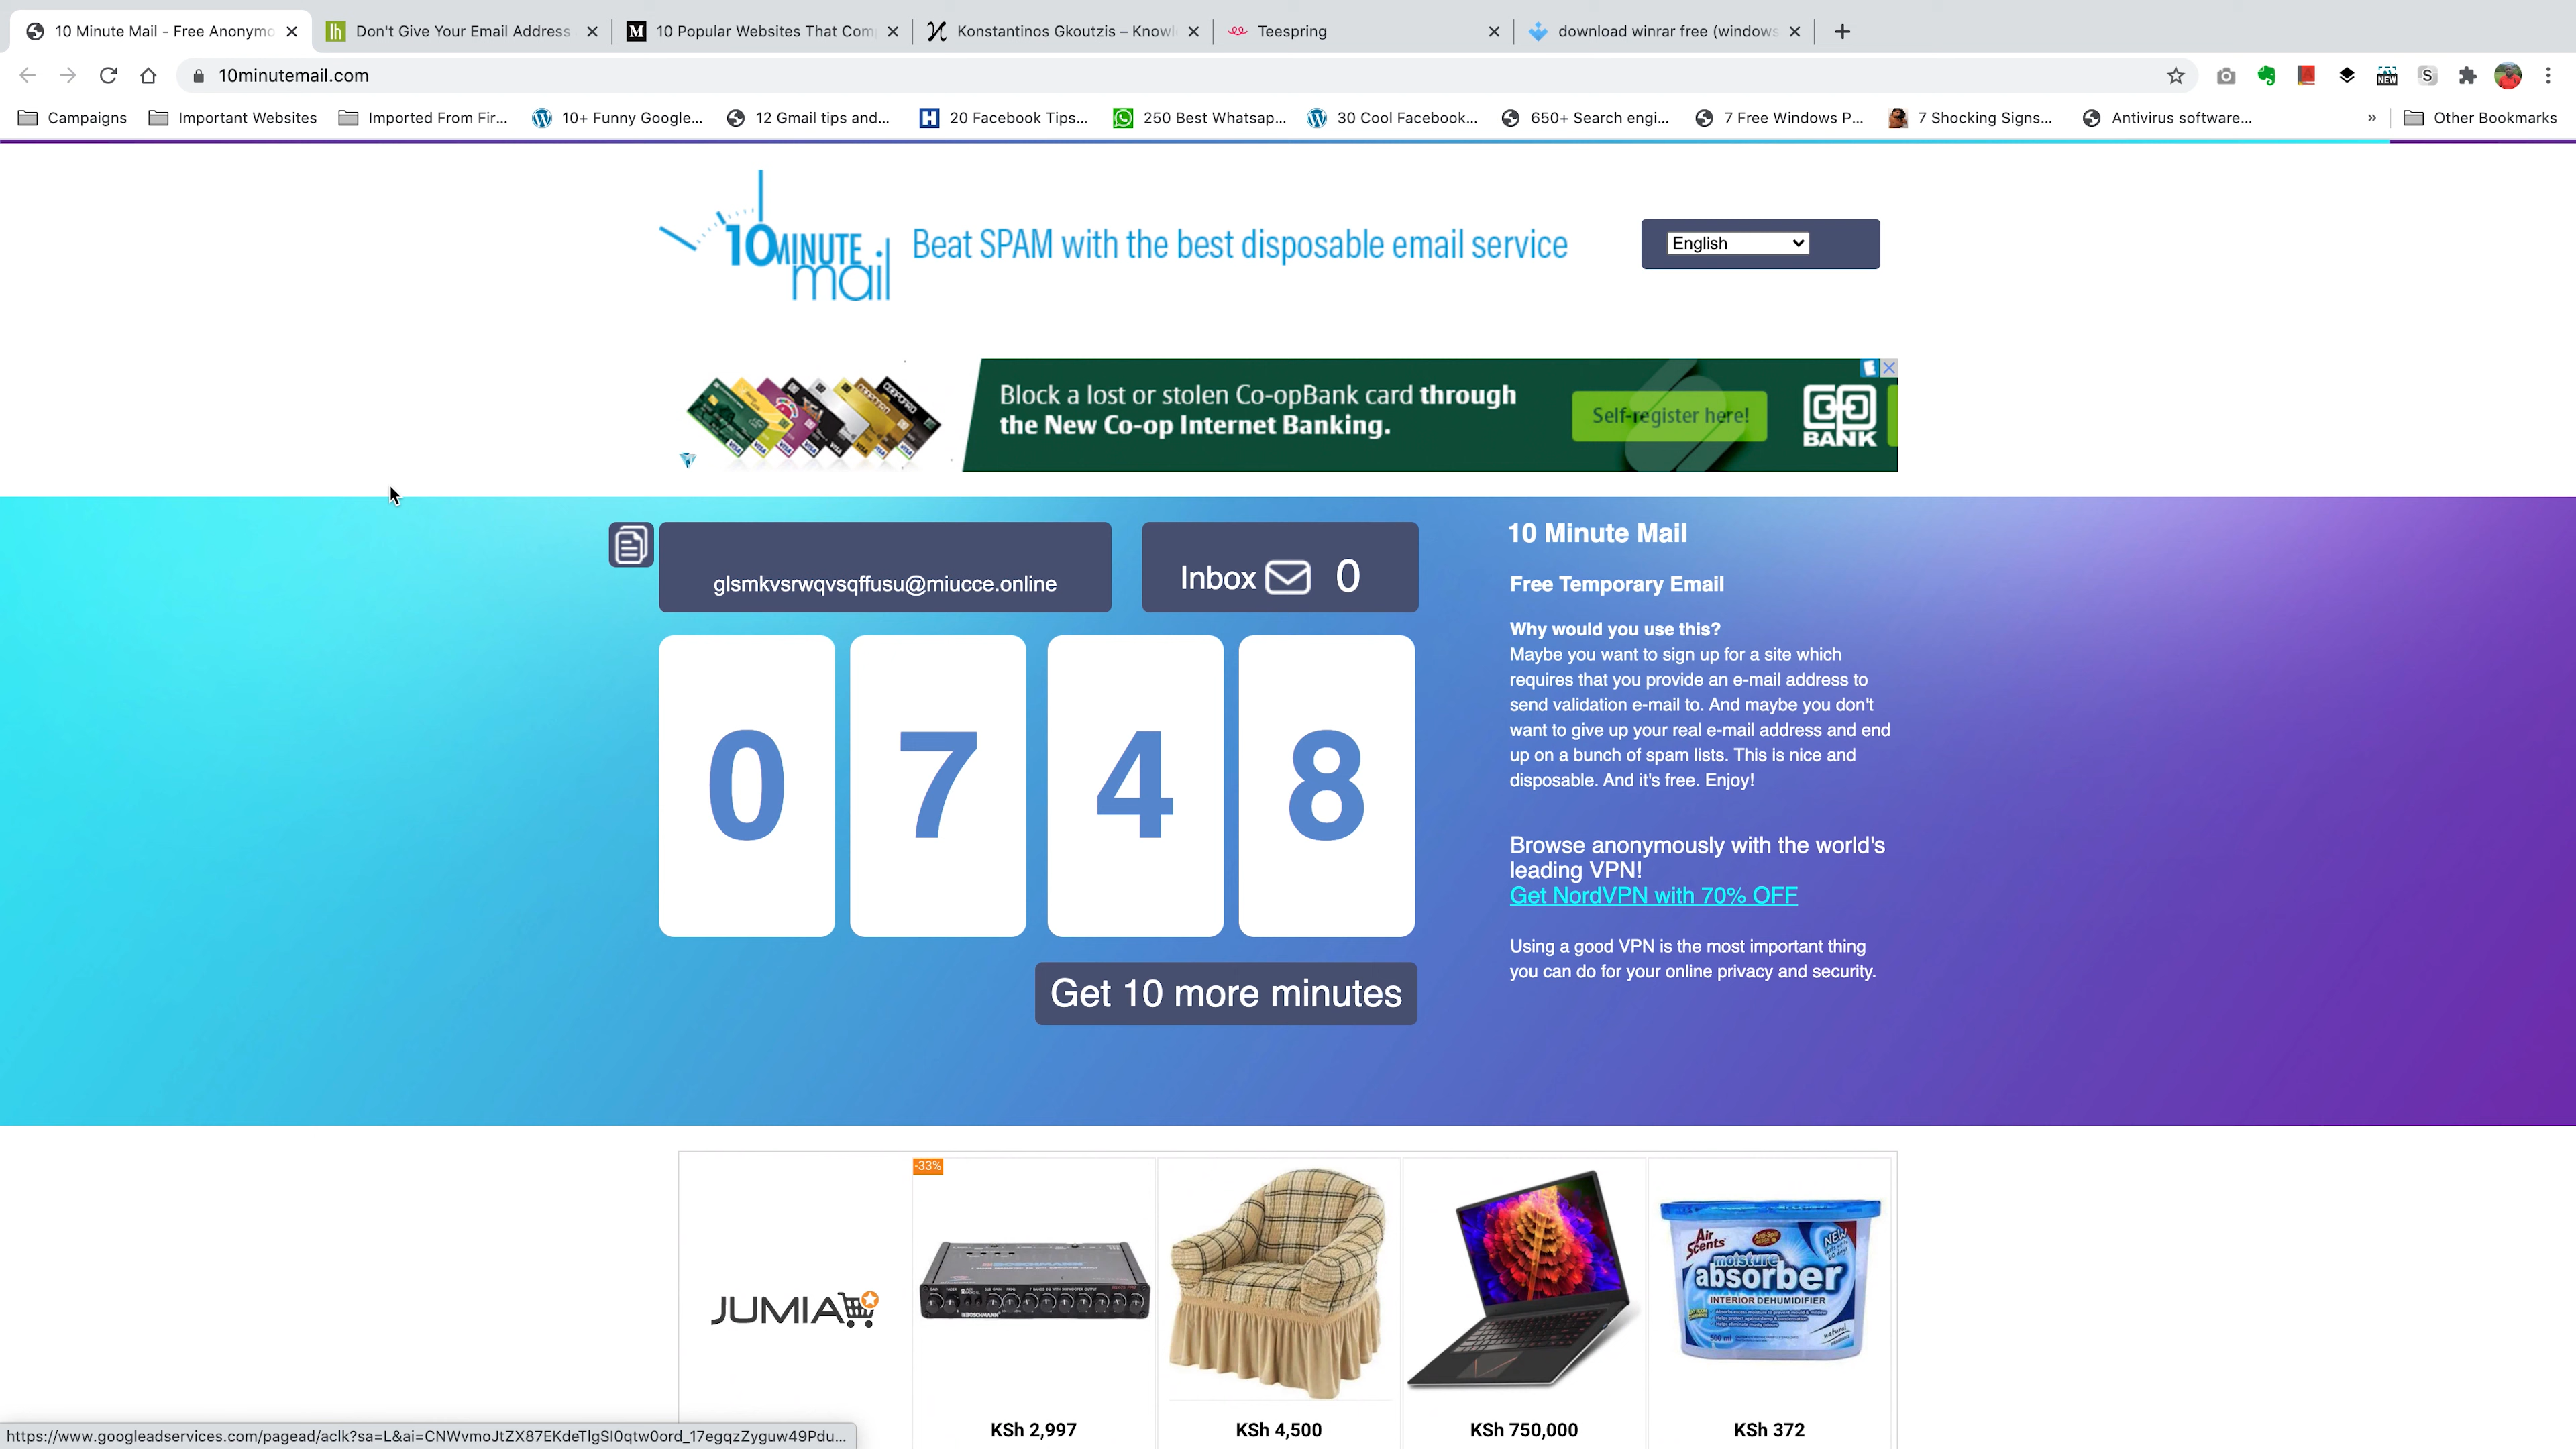 10 Minute Mail - Free Anonymo
Don't Give Your Email Address
10 Popular Websites That Com
Konstantinos Gkoutzis – Knowl
Teespring
download winrar free (windows
10minutemail.com
Campaigns
Important Websites
Imported From Fir...
10+ Funny Google...
12 Gmail tips and...
20 Facebook Tips...
250 Best Whatsap...
30 Cool Facebook...
650+ Search engi...
7 Free Windows P...
7 Shocking Signs...
Antivirus software...
»
Other Bookmarks
10MINUTE
mail
Beat SPAM with the best disposable email service
English
Block a lost or stolen Co-opBank card through
the New Co-op Internet Banking.
Self-register here!
CO-OP
BANK
glsmkvsrwqvsqffusu@miucce.online
Inbox 0
0 7 4 8
Get 10 more minutes
10 Minute Mail
Free Temporary Email
Why would you use this?
Maybe you want to sign up for a site which
requires that you provide an e-mail address to
send validation e-mail to. And maybe you don't
want to give up your real e-mail address and end
up on a bunch of spam lists. This is nice and
disposable. And it's free. Enjoy!
Browse anonymously with the world's
leading VPN!
Get NordVPN with 70% OFF
Using a good VPN is the most important thing
you can do for your online privacy and security.
JUMIA
-33%
Air
Scents
NEW
moisture
absorber
INTERIOR DEHUMIDIFIER
natural
500 ml
KSh 2,997
KSh 4,500
KSh 750,000
KSh 372
https://www.googleadservices.com/pagead/aclk?sa=L&ai=CNWvmoJtZX87EKdeTlgSI0qtw0ord_17egqzZyguw49Pdu...